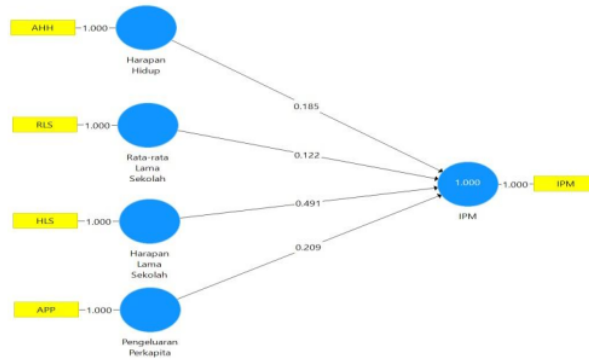 AHH 1.000
Harapan
Hidup
0.185
RLS 1.000
Rata-rata
Lama
Sekolah
0.122
1.000 1.000 IPM
IPM
HLS 1.000
0.491
Harapan
Lama
Sekolah
0.209
APP 1.000
Pengeluaran
Perkapita